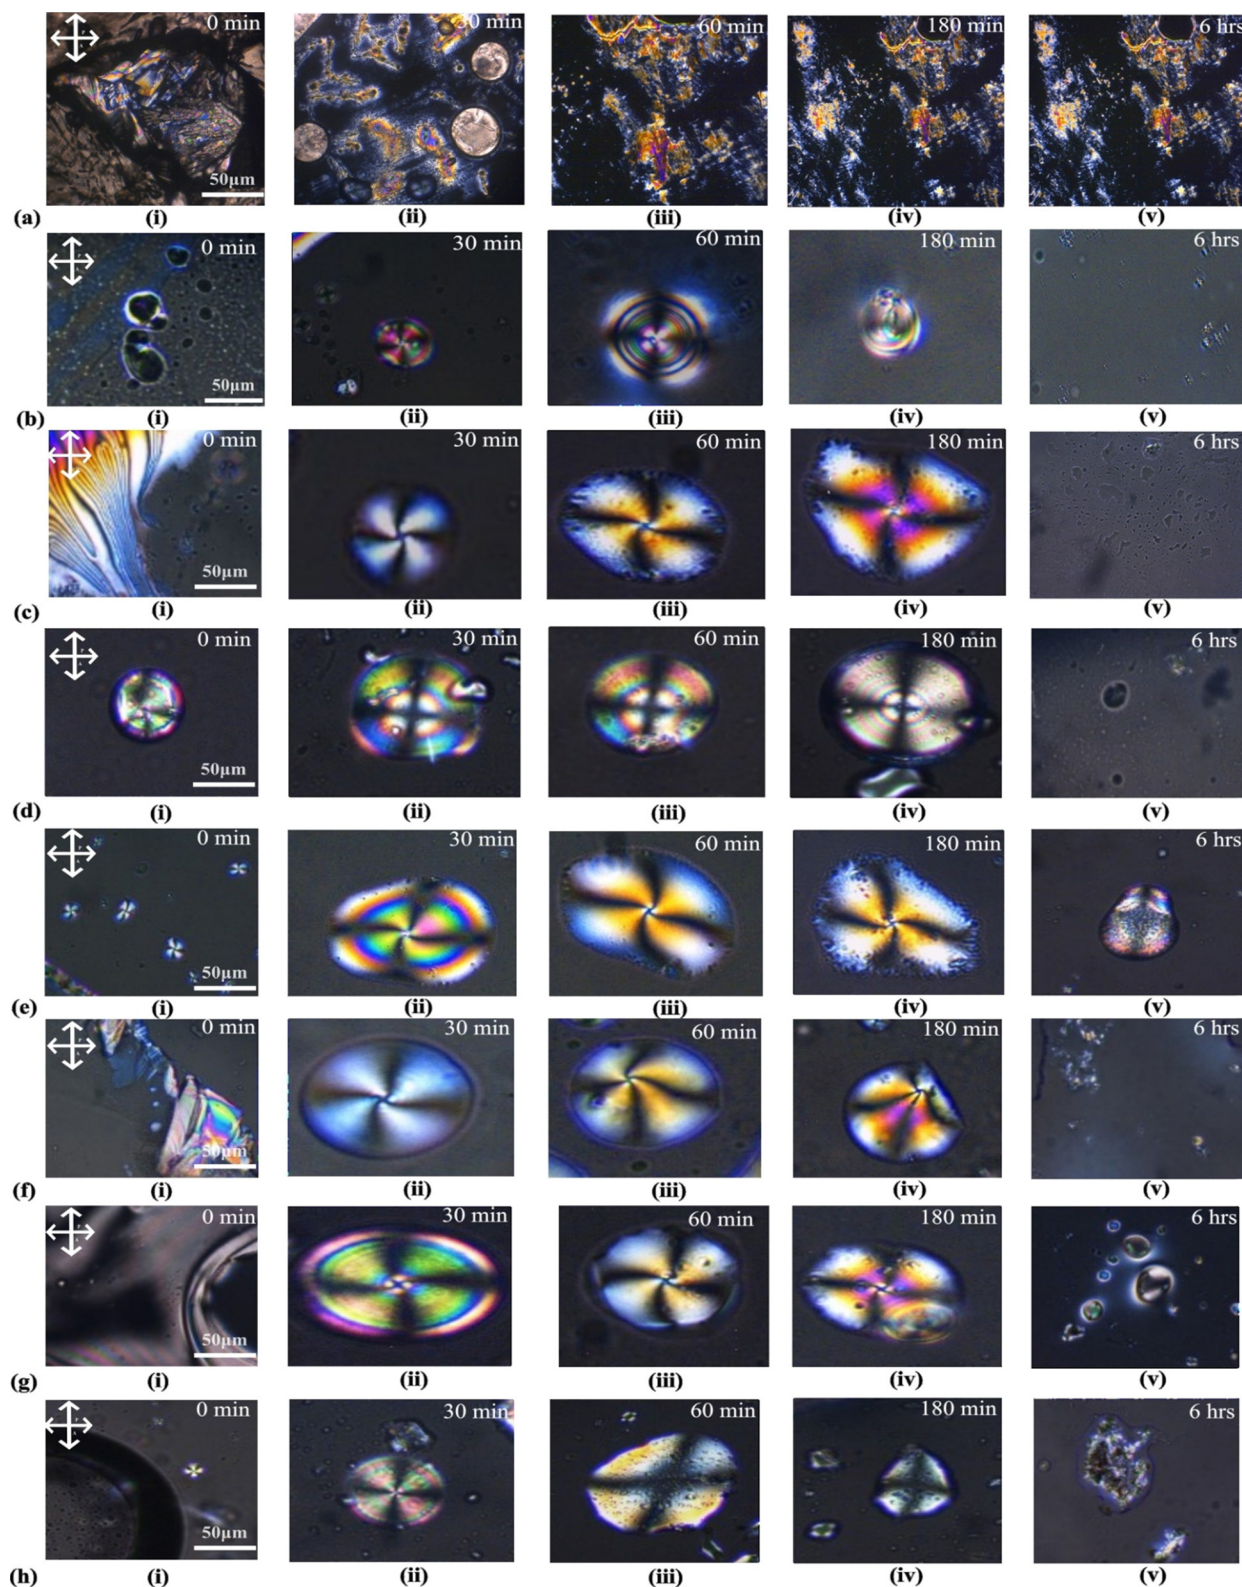 0 min 30 min 60 min 180 min 6 hrs
50µm
(a) (i) (ii) (iii) (iv) (v)
0 min 30 min 60 min 180 min 6 hrs
50µm
(b) (i) (ii) (iii) (iv) (v)
0 min 30 min 60 min 180 min 6 hrs
50µm
(c) (i) (ii) (iii) (iv) (v)
0 min 30 min 60 min 180 min 6 hrs
50µm
(d) (i) (ii) (iii) (iv) (v)
0 min 30 min 60 min 180 min 6 hrs
50µm
(e) (i) (ii) (iii) (iv) (v)
0 min 30 min 60 min 180 min 6 hrs
50µm
(f) (i) (ii) (iii) (iv) (v)
0 min 30 min 60 min 180 min 6 hrs
50µm
(g) (i) (ii) (iii) (iv) (v)
0 min 30 min 60 min 180 min 6 hrs
50µm
(h) (i) (ii) (iii) (iv) (v)